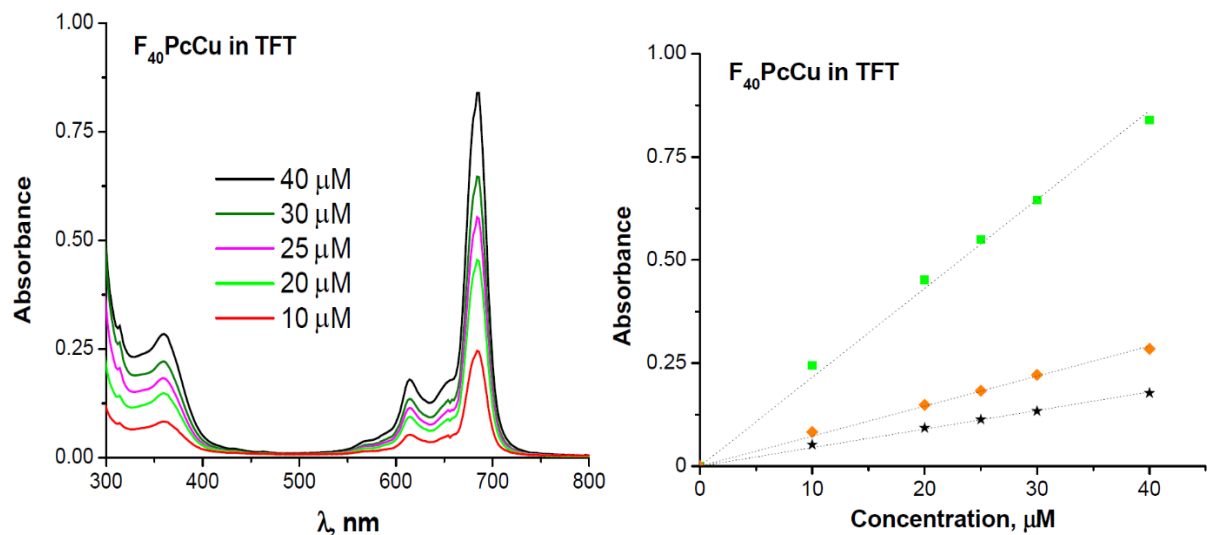 1.00
F40PcCu in TFT
0.75
0.50
0.25
0.00
Absorbance
40 μM
30 μM
25 μM
20 μM
10 μM
300 400 500 600 700 800
λ, nm
1.00
F40PcCu in TFT
0.75
0.50
0.25
0
Absorbance
0 10 20 30 40
Concentration, μM